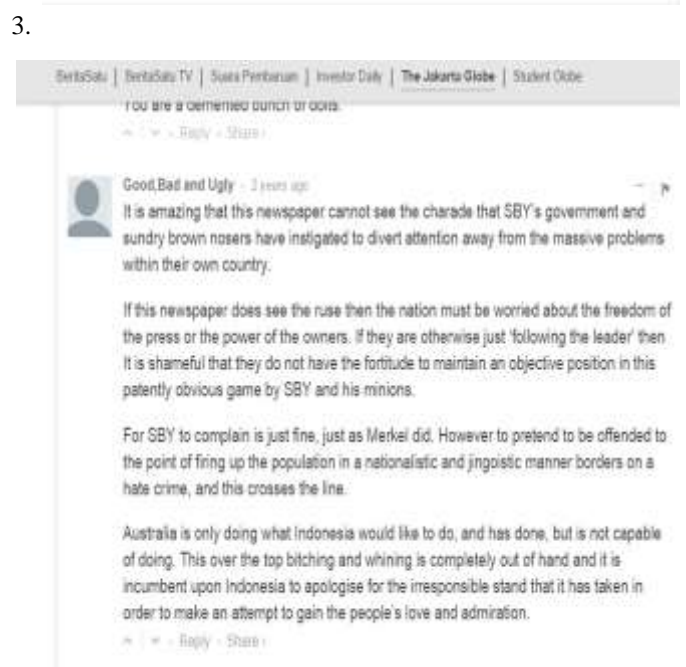 3.
BeritaSatu | BeritaSatu TV | Suara Pembaruan | Investor Daily | The Jakarta Globe | Student Globe
You are a demented bunch of dolts.
Reply · Share ›
Good,Bad and Ugly · 2 years ago
It is amazing that this newspaper cannot see the charade that SBY's government and
sundry brown nosers have instigated to divert attention away from the massive problems
within their own country.
If this newspaper does see the ruse then the nation must be worried about the freedom of
the press or the power of the owners. If they are otherwise just 'following the leader' then
It is shameful that they do not have the fortitude to maintain an objective position in this
patently obvious game by SBY and his minions.
For SBY to complain is just fine, just as Merkel did. However to pretend to be offended to
the point of firing up the population in a nationalistic and jingoistic manner borders on a
hate crime, and this crosses the line.
Australia is only doing what Indonesia would like to do, and has done, but is not capable
of doing. This over the top bitching and whining is completely out of hand and it is
incumbent upon Indonesia to apologise for the irresponsible stand that it has taken in
order to make an attempt to gain the people's love and admiration.
Reply · Share ›